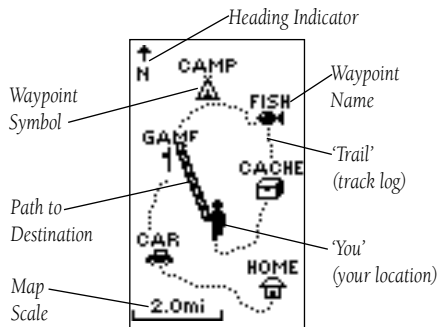 Heading Indicator
N
CAMP
Waypoint
Symbol
FISH
Waypoint
Name
GAME
'Trail'
(track log)
CACHE
Path to
Destination
CAR
'You'
(your location)
HOME
Map
Scale
2.0mi